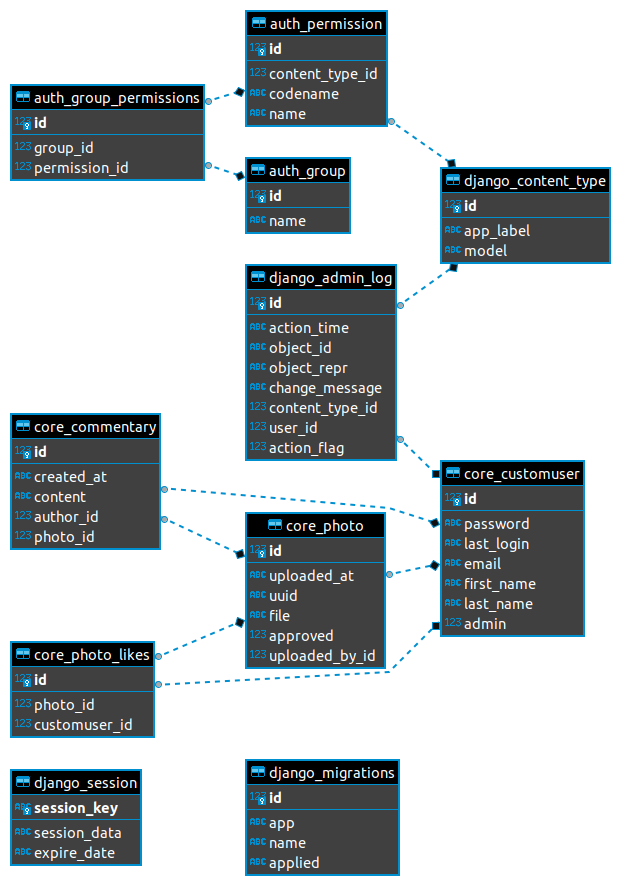 auth_permission
123 id
123 content_type_id
ABC codename
ABC name
auth_group_permissions
123 id
123 group_id
123 permission_id
auth_group
123 id
ABC name
django_content_type
123 id
ABC app_label
ABC model
django_admin_log
123 id
ABC action_time
ABC object_id
ABC object_repr
ABC change_message
123 content_type_id
123 user_id
123 action_flag
core_commentary
123 id
ABC created_at
ABC content
123 author_id
123 photo_id
core_customuser
123 id
ABC password
ABC last_login
ABC email
ABC first_name
ABC last_name
123 admin
core_photo
123 id
ABC uploaded_at
ABC uuid
ABC file
123 approved
123 uploaded_by_id
core_photo_likes
123 id
123 photo_id
123 customuser_id
django_session
ABC session_key
ABC session_data
ABC expire_date
django_migrations
123 id
ABC app
ABC name
ABC applied